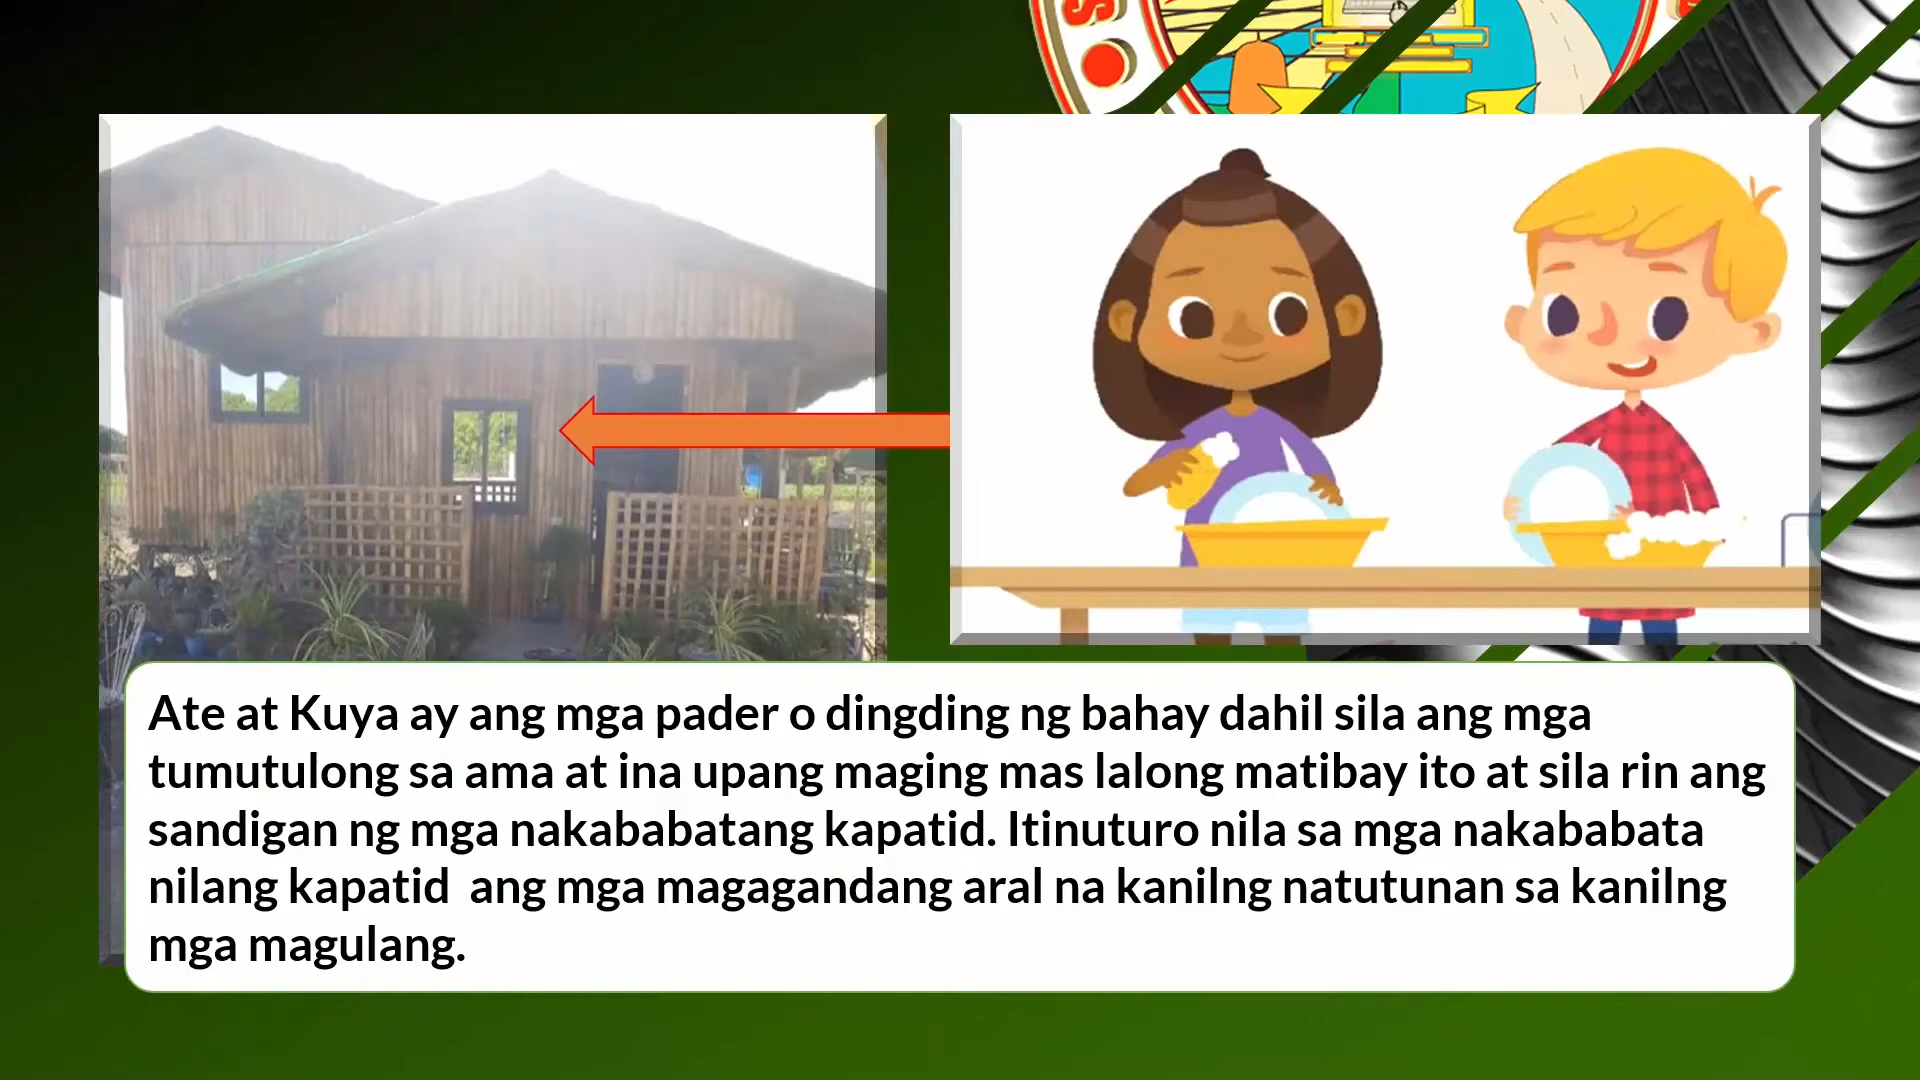 Ate at Kuya ay ang mga pader o dingding ng bahay dahil sila ang mga
tumutulong sa ama at ina upang maging mas lalong matibay ito at sila rin ang
sandigan ng mga nakababatang kapatid. Itinuturo nila sa mga nakababata
nilang kapatid  ang mga magagandang aral na kanilng natutunan sa kanilng
mga magulang.